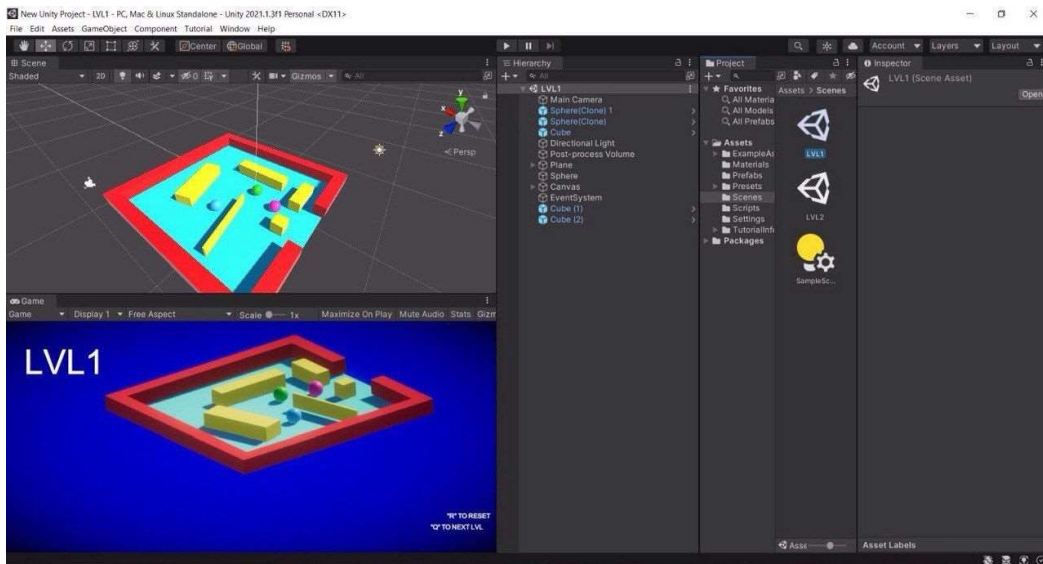 New Unity Project - LVL1 - PC, Mac & Linux Standalone - Unity 2021.1.3f1 Personal <DX11>
File Edit Assets GameObject Component Tutorial Window Help
Center Global
Account Layers Layout
Scene
Shaded 2D 0 Gizmos All
y
x
z
< Persp
Game
Game Display 1 Free Aspect Scale 1x Maximize On Play Mute Audio Stats Gizm
LVL1
"R" TO RESET
"Q" TO NEXT LVL
Hierarchy
All
LVL1
Main Camera
Sphere(Clone) 1
Sphere(Clone)
Cube
Directional Light
Post-process Volume
Plane
Sphere
Canvas
EventSystem
Cube (1)
Cube (2)
Project
Favorites
All Materia
All Models
All Prefabs
Assets
ExampleAs
Materials
Prefabs
Presets
Scenes
Scripts
Settings
TutorialInfo
Packages
Assets > Scenes
LVL1
LVL2
SampleSc...
Asse
Inspector
LVL1 (Scene Asset)
Open
Asset Labels